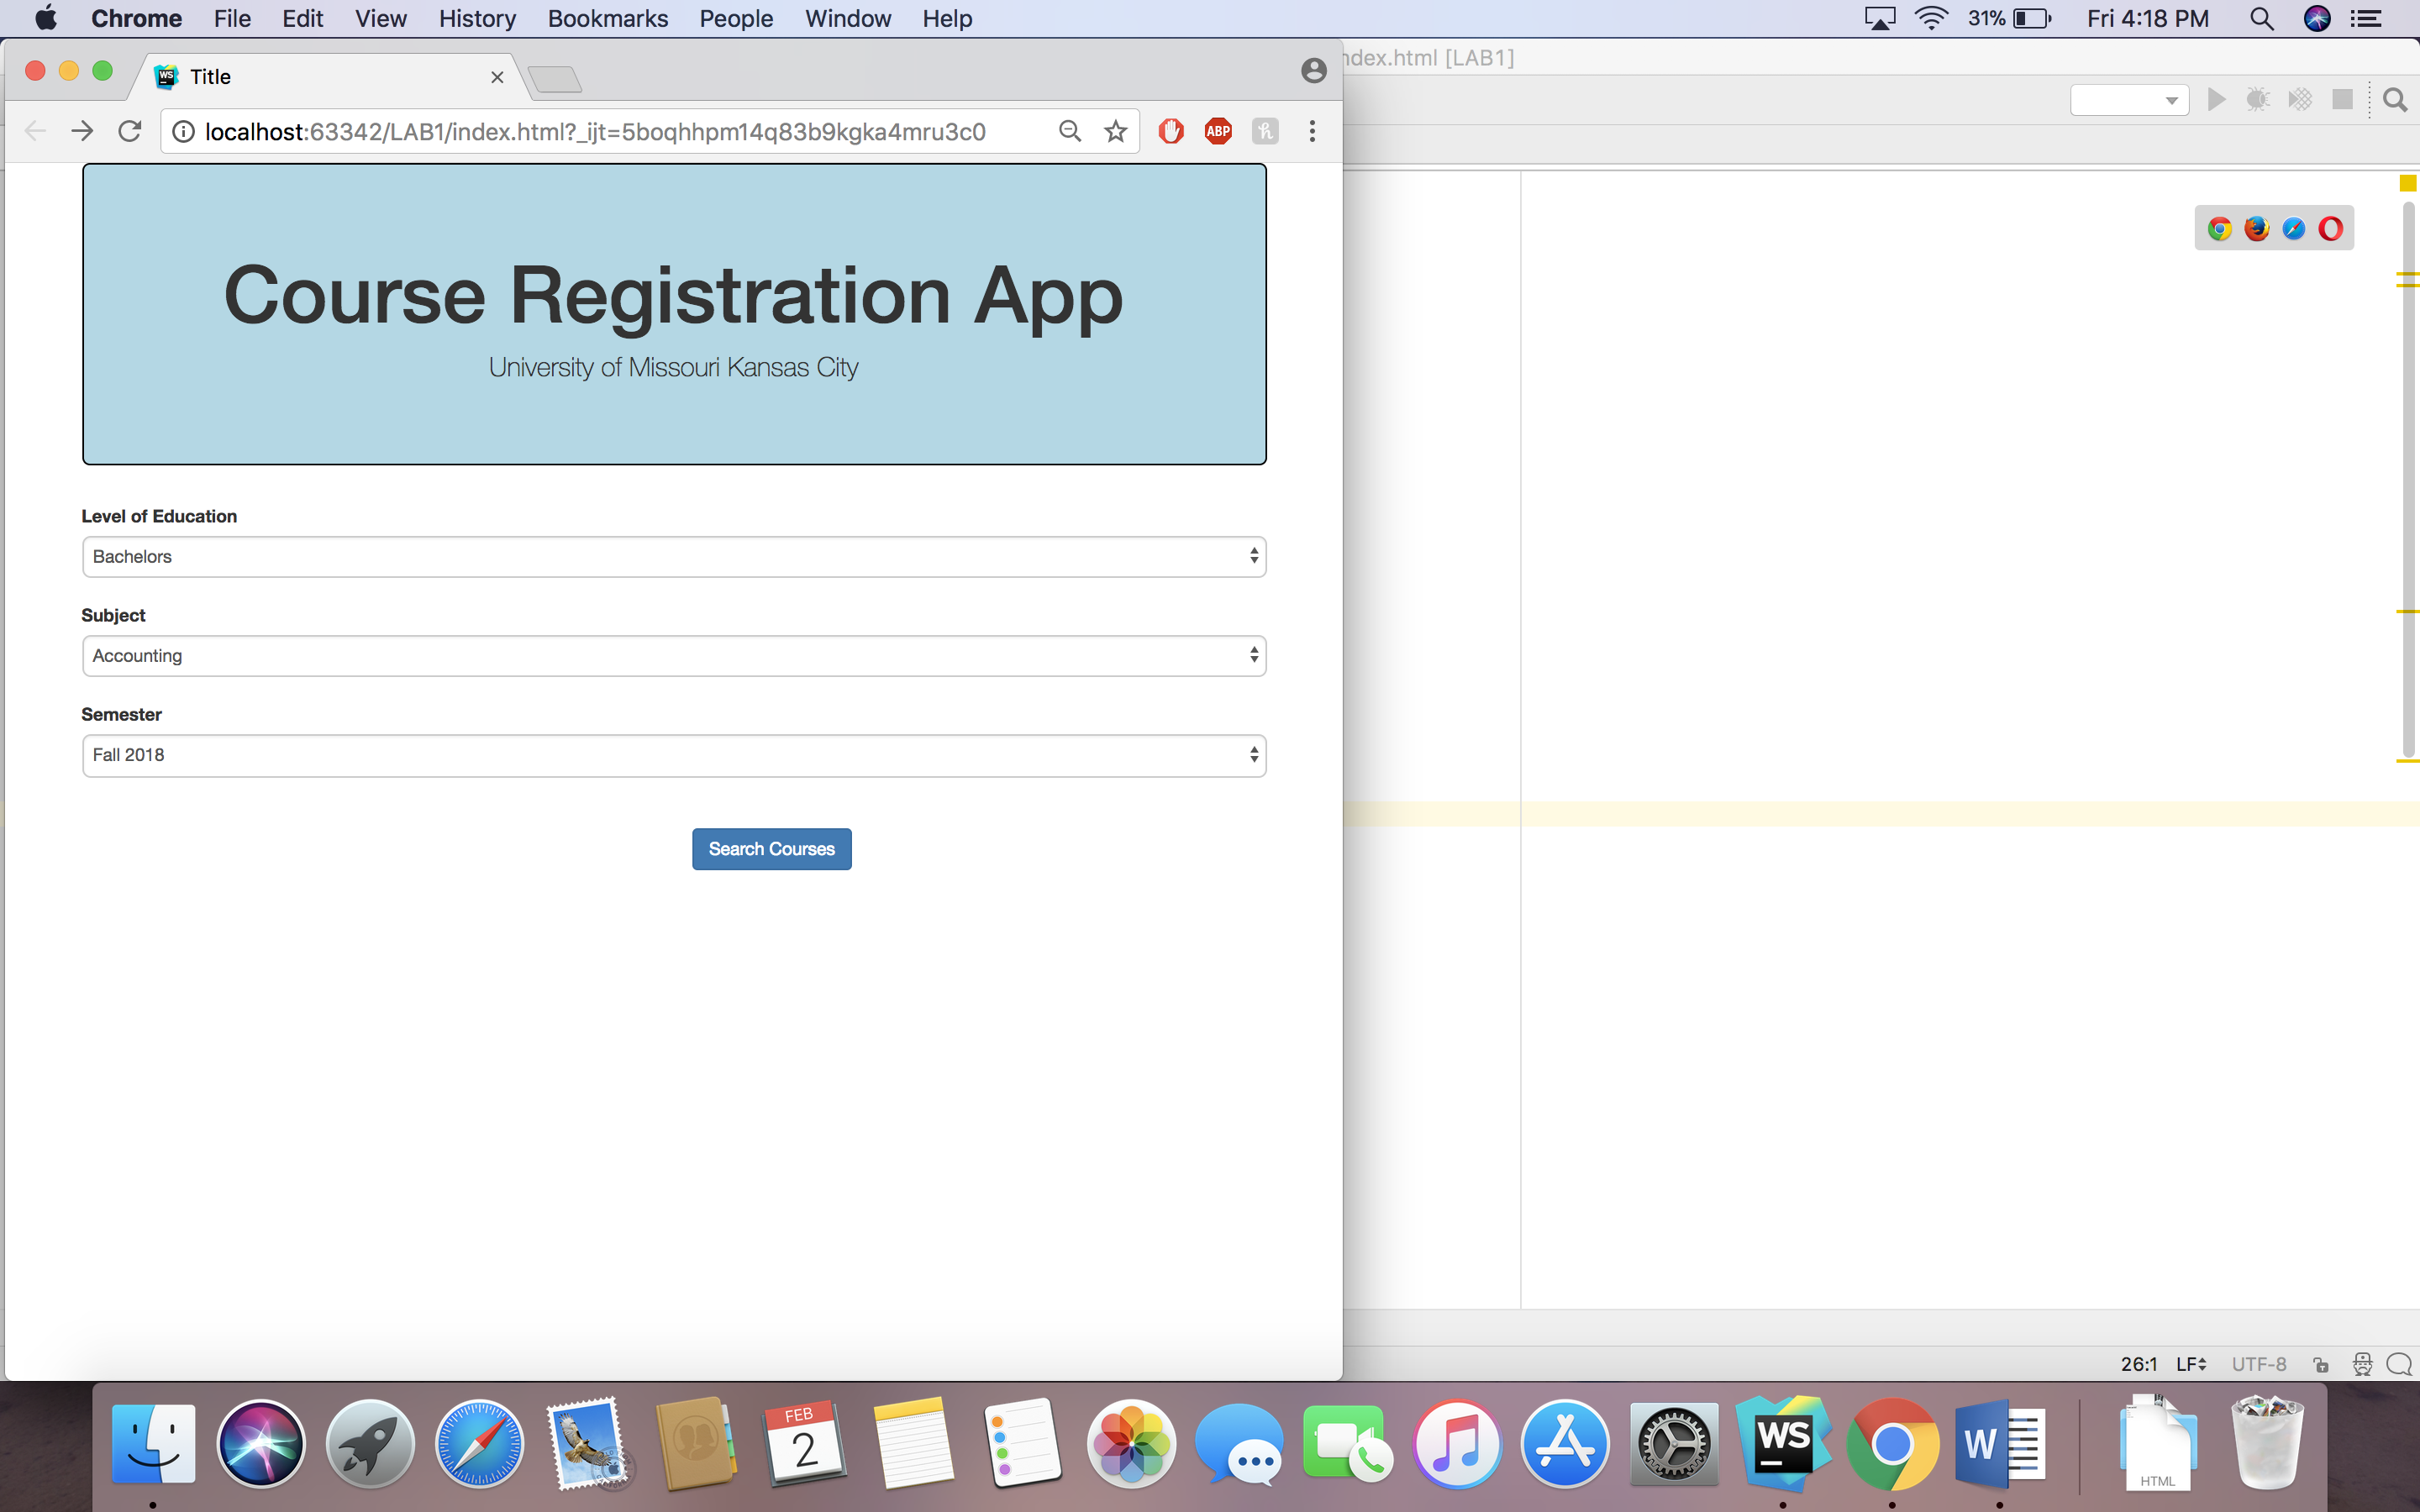 Chrome File Edit View History Bookmarks People Window Help 31% Fri 4:18 PM
ndex.html [LAB1]
WS Title
localhost:63342/LAB1/index.html?_ijt=5boqhhpm14q83b9kgka4mru3c0 ABP h
Course Registration App
University of Missouri Kansas City
Level of Education
Bachelors
Subject
Accounting
Semester
Fall 2018
Search Courses
26:1 LF UTF-8
FEB
2
WS
W
HTML